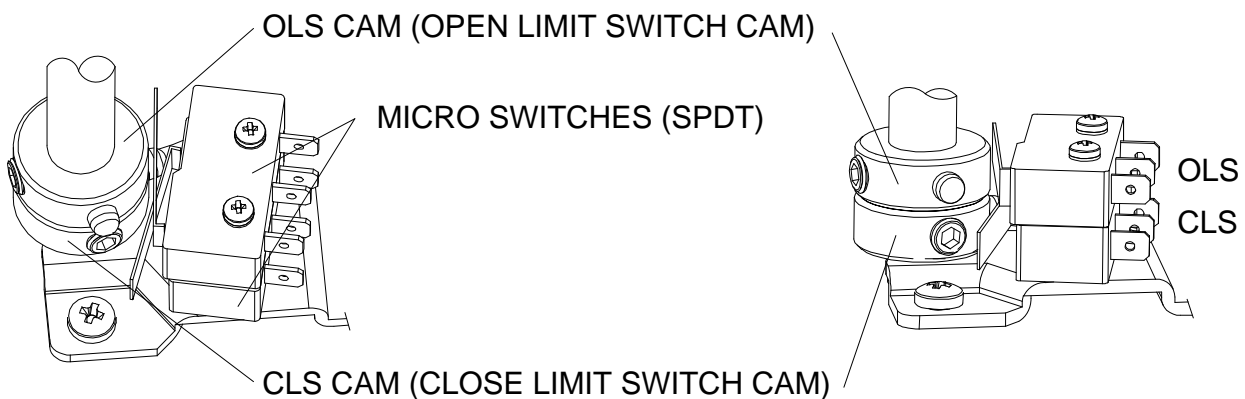 OLS CAM (OPEN LIMIT SWITCH CAM)
MICRO SWITCHES (SPDT)
OLS
CLS
CLS CAM (CLOSE LIMIT SWITCH CAM)